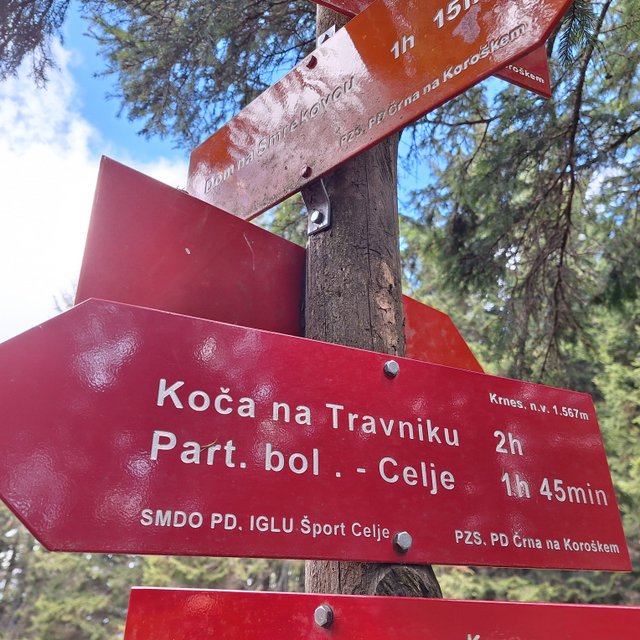 1h 15
Dom na Smrekovcu
PZS. PD Črna na Koroškem
Koroškem
Krnes. n.v. 1.567m
Koča na Travniku 2h
Part. bol . - Celje 1h 45min
SMDO PD. IGLU Šport Celje
PZS. PD Črna na Koroškem